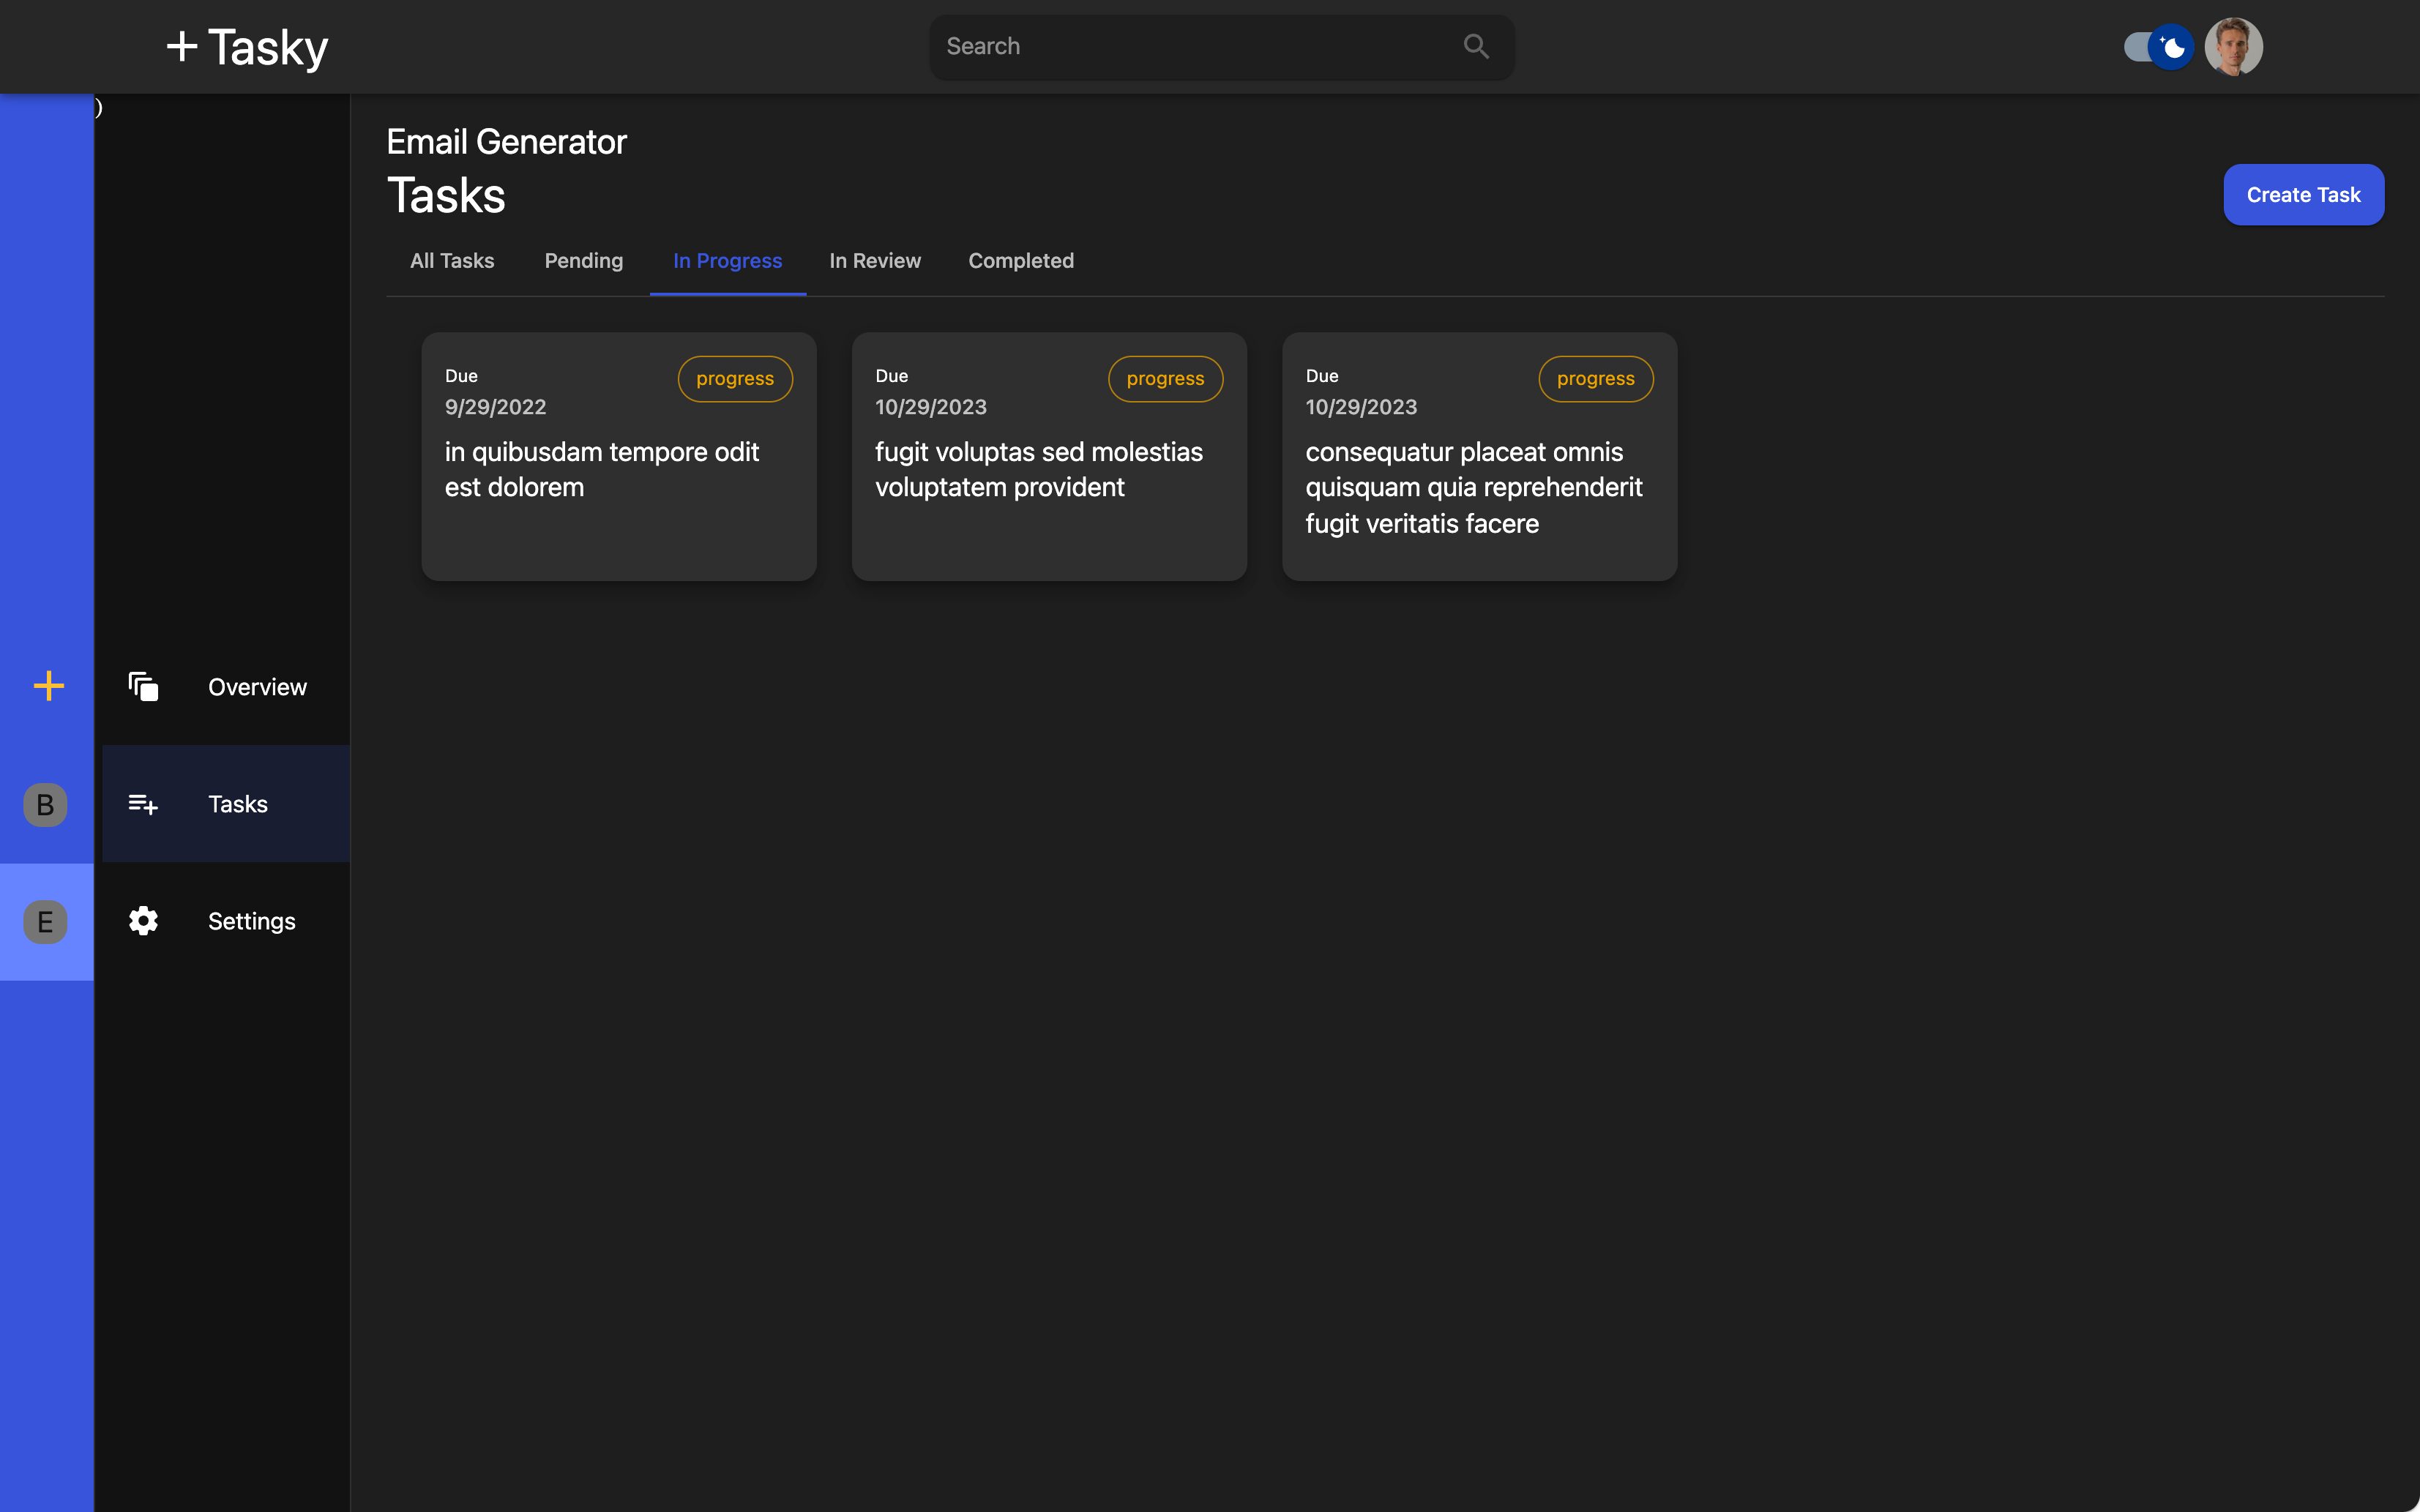 + Tasky
Search
)
Email Generator
Tasks
Create Task
All Tasks Pending In Progress In Review Completed
Due
9/29/2022
progress
in quibusdam tempore odit
est dolorem
Due
10/29/2023
progress
fugit voluptas sed molestias
voluptatem provident
Due
10/29/2023
progress
consequatur placeat omnis
quisquam quia reprehenderit
fugit veritatis facere
+
B
E
Overview
Tasks
Settings